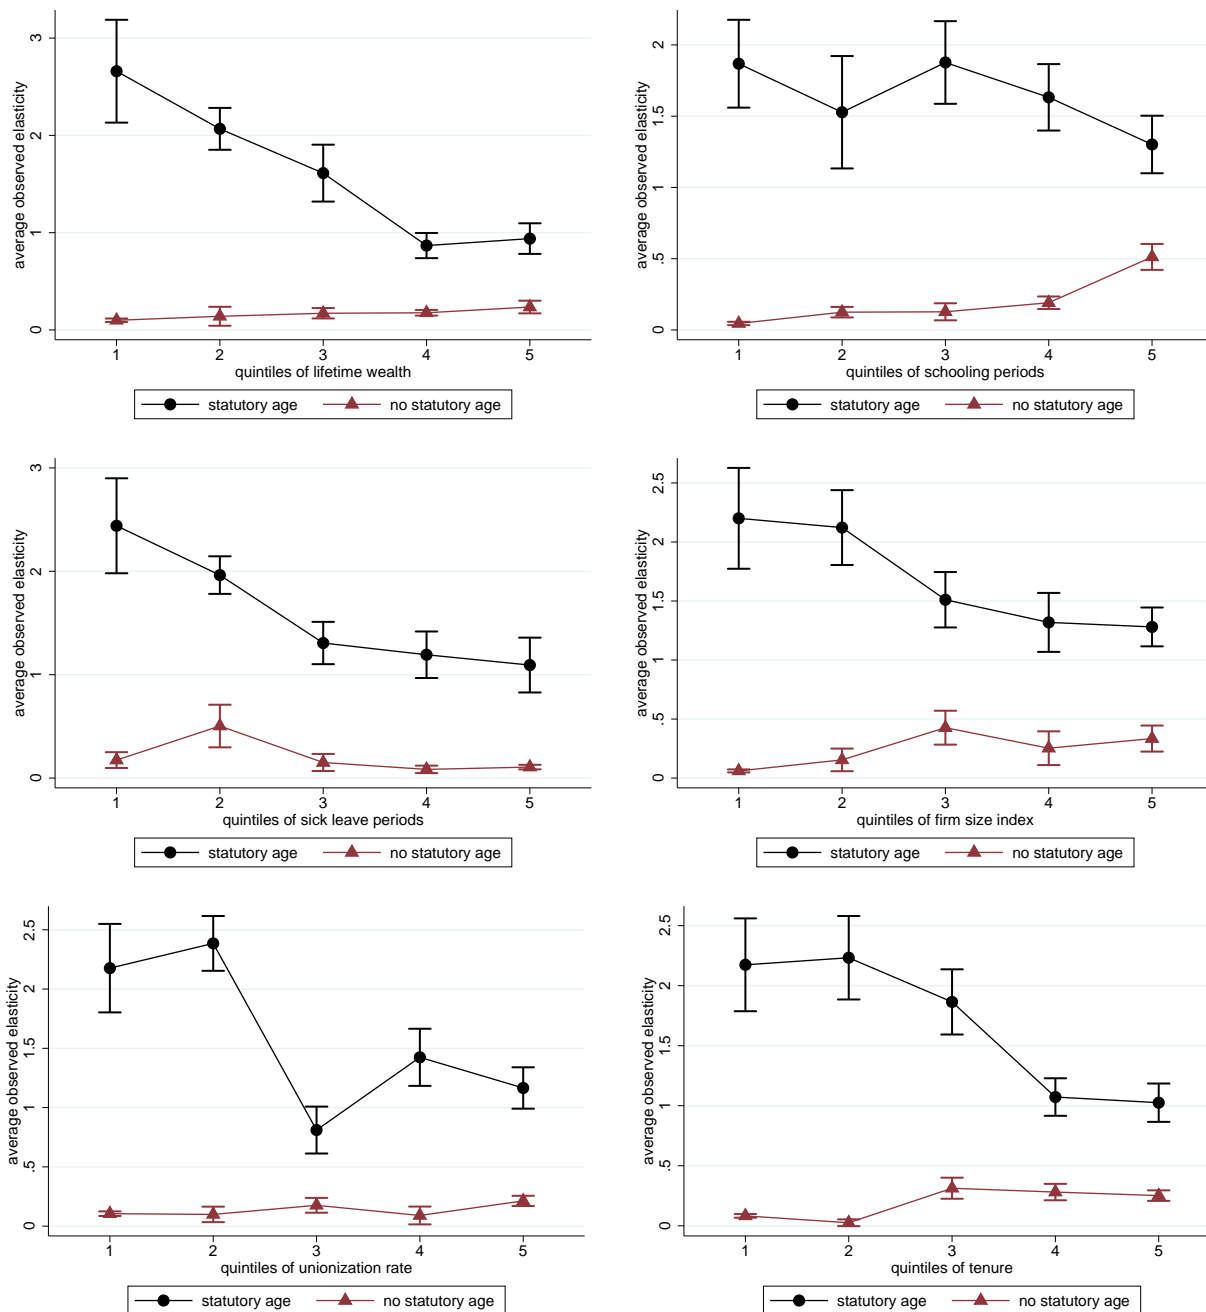 average observed elasticity
3
2
1
0
1 2 3 4 5
quintiles of lifetime wealth
statutory age no statutory age
average observed elasticity
2
1.5
1
.5
0
1 2 3 4 5
quintiles of schooling periods
statutory age no statutory age
average observed elasticity
3
2
1
0
1 2 3 4 5
quintiles of sick leave periods
statutory age no statutory age
average observed elasticity
2.5
2
1.5
1
.5
0
1 2 3 4 5
quintiles of firm size index
statutory age no statutory age
average observed elasticity
2.5
2
1.5
1
.5
0
1 2 3 4 5
quintiles of unionization rate
statutory age no statutory age
average observed elasticity
2.5
2
1.5
1
.5
0
1 2 3 4 5
quintiles of tenure
statutory age no statutory age